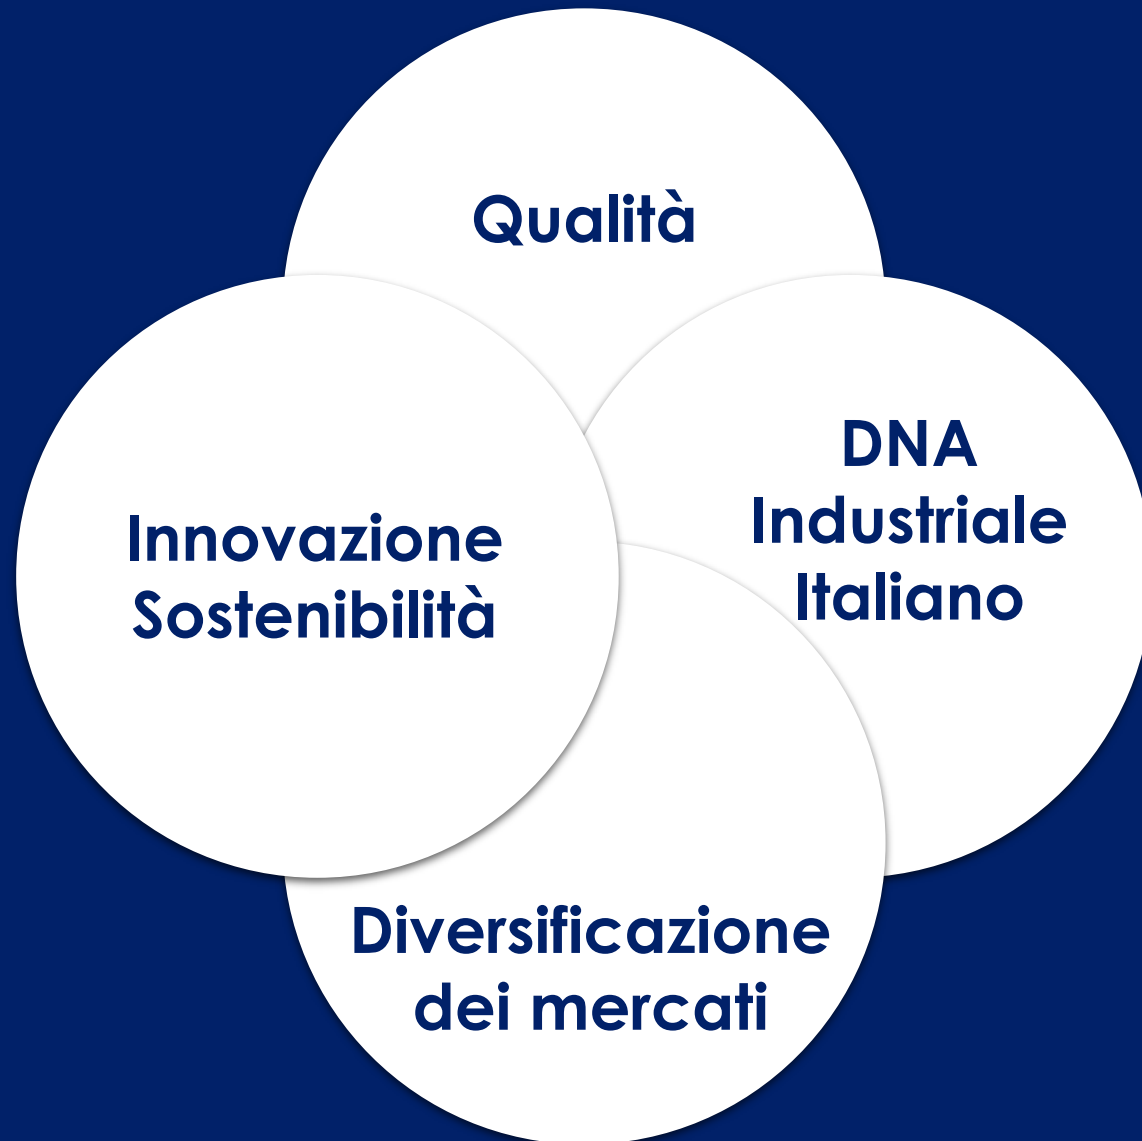 Qualità
DNA
Industriale
Italiano
Innovazione
Sostenibilità
Diversificazione
dei mercati